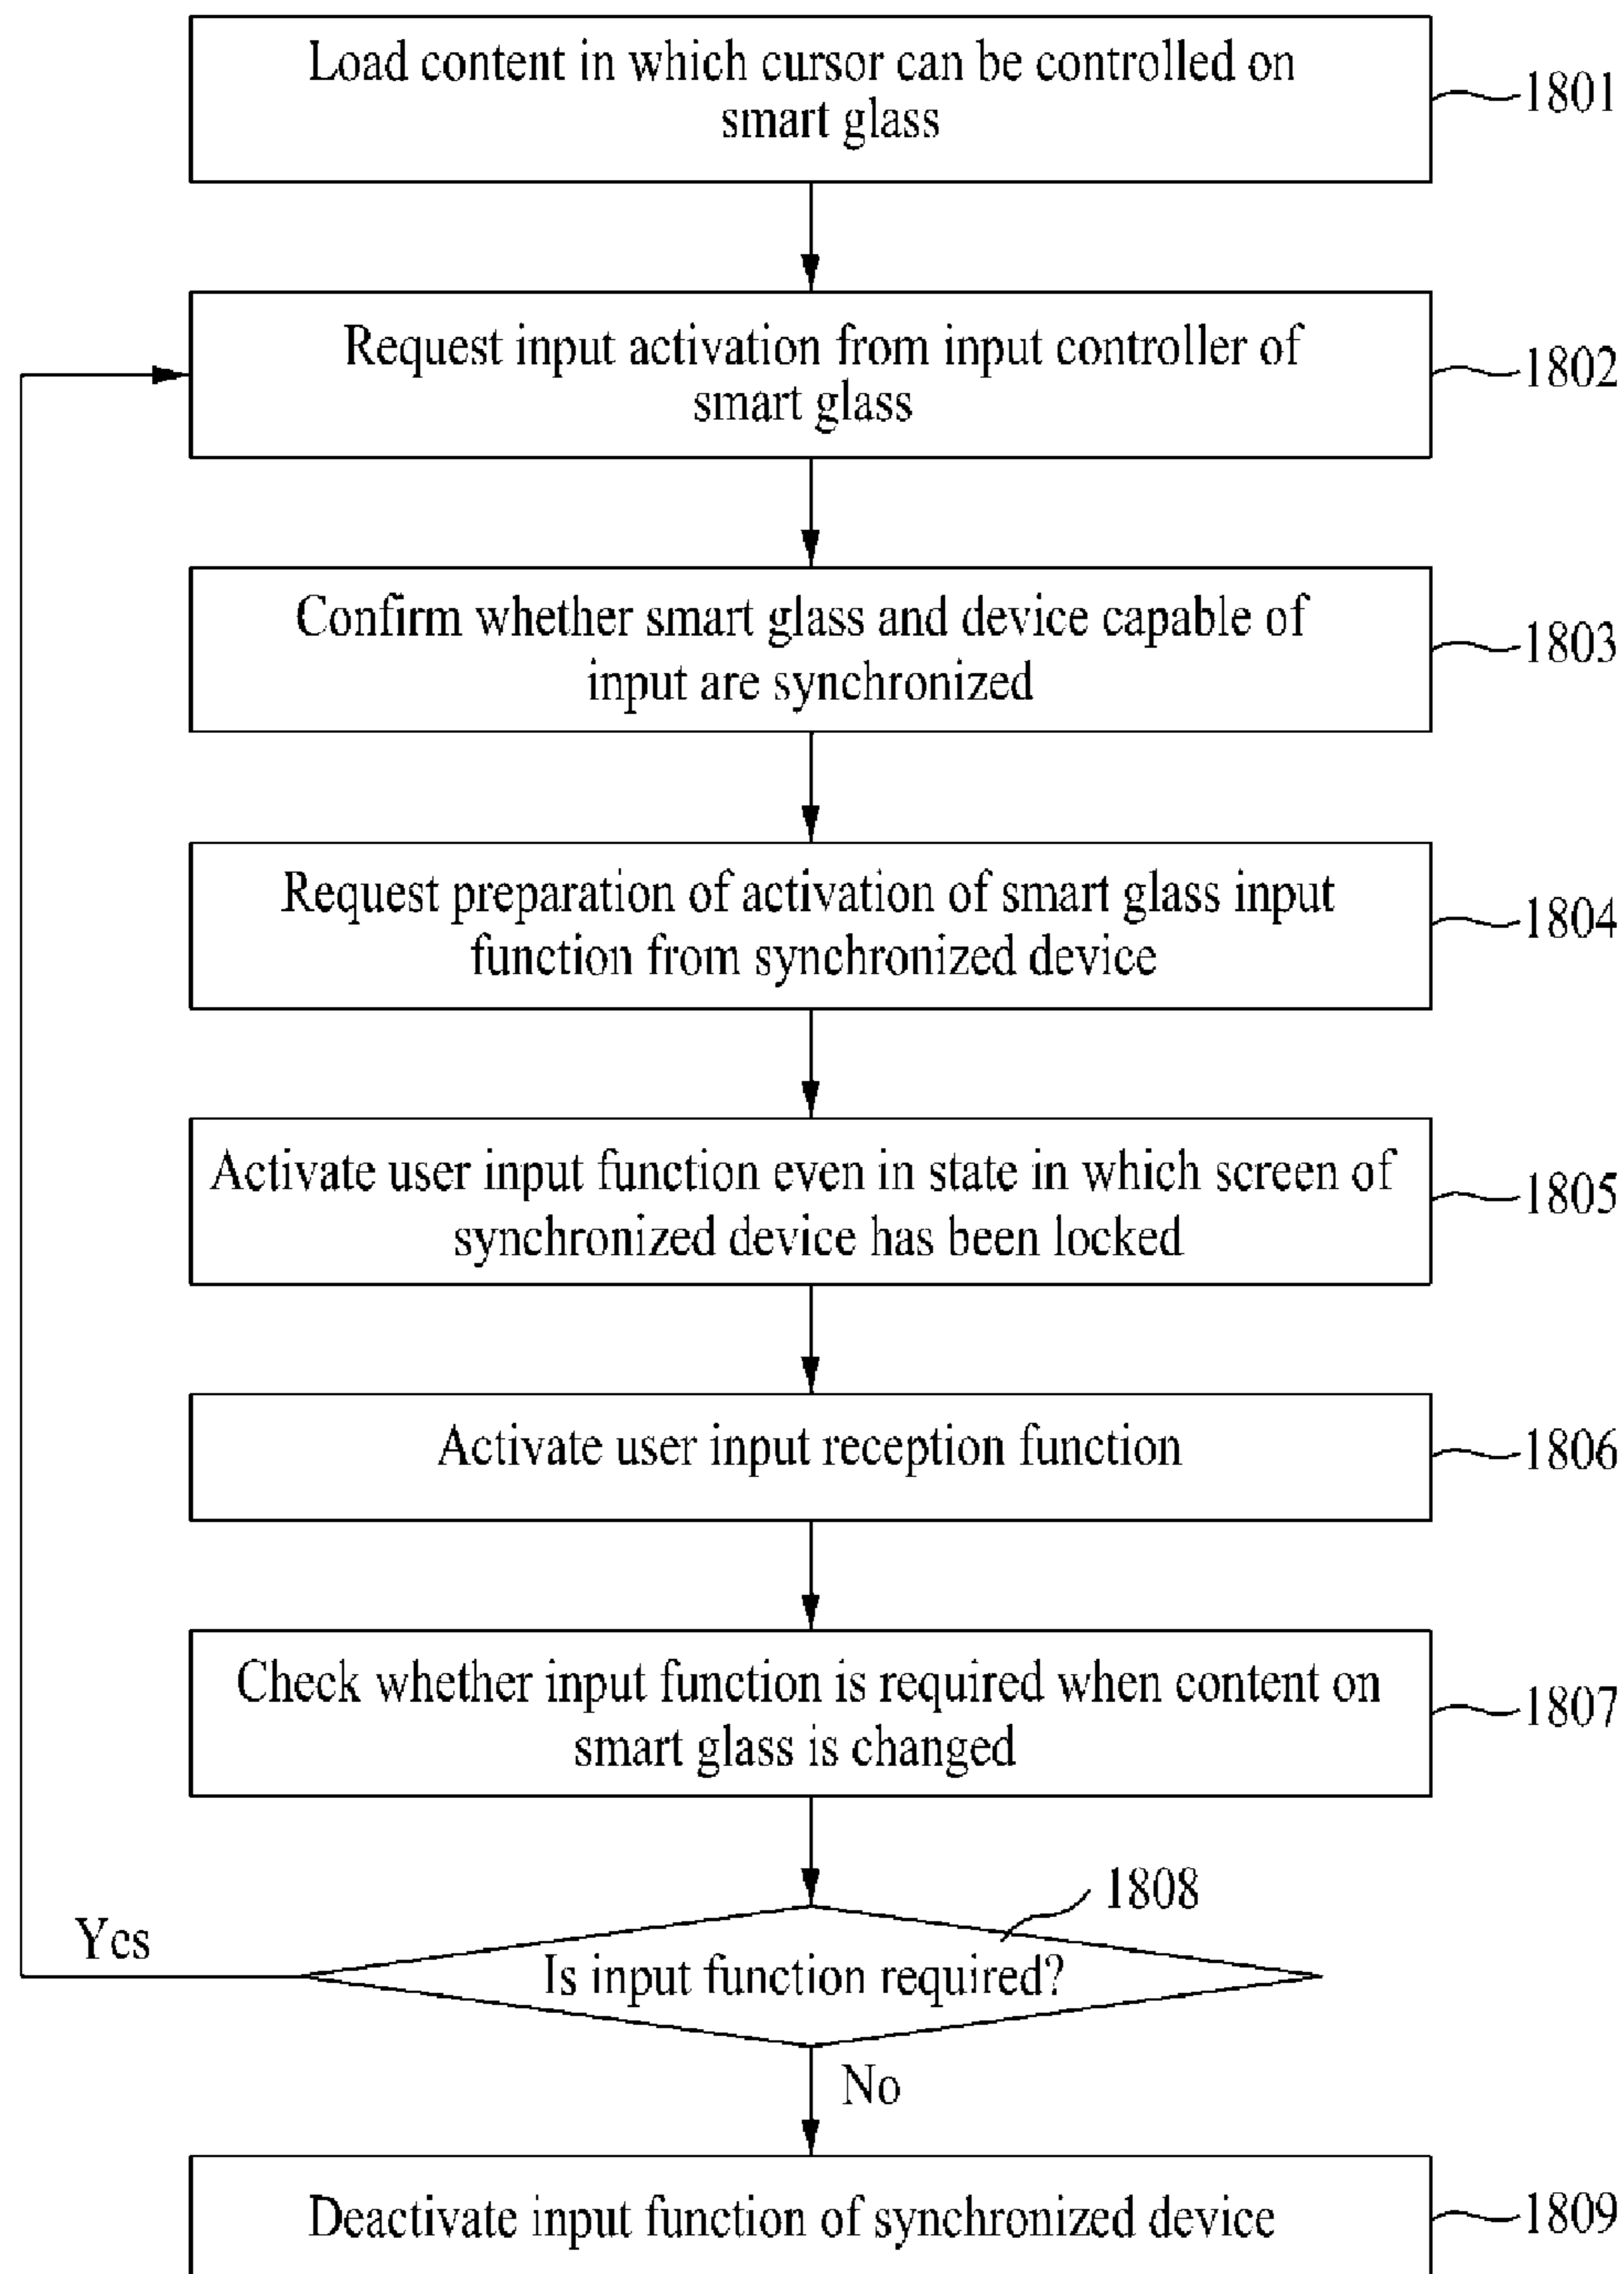 Load content in which cursor can be controlled on
smart glass
1801
Request input activation from input controller of
smart glass
1802
Confirm whether smart glass and device capable of
input are synchronized
1803
Request preparation of activation of smart glass input
function from synchronized device
1804
Activate user input function even in state in which screen of
synchronized device has been locked
1805
Activate user input reception function
1806
Check whether input function is required when content on
smart glass is changed
1807
1808
Yes
Is input function required?
No
Deactivate input function of synchronized device
1809